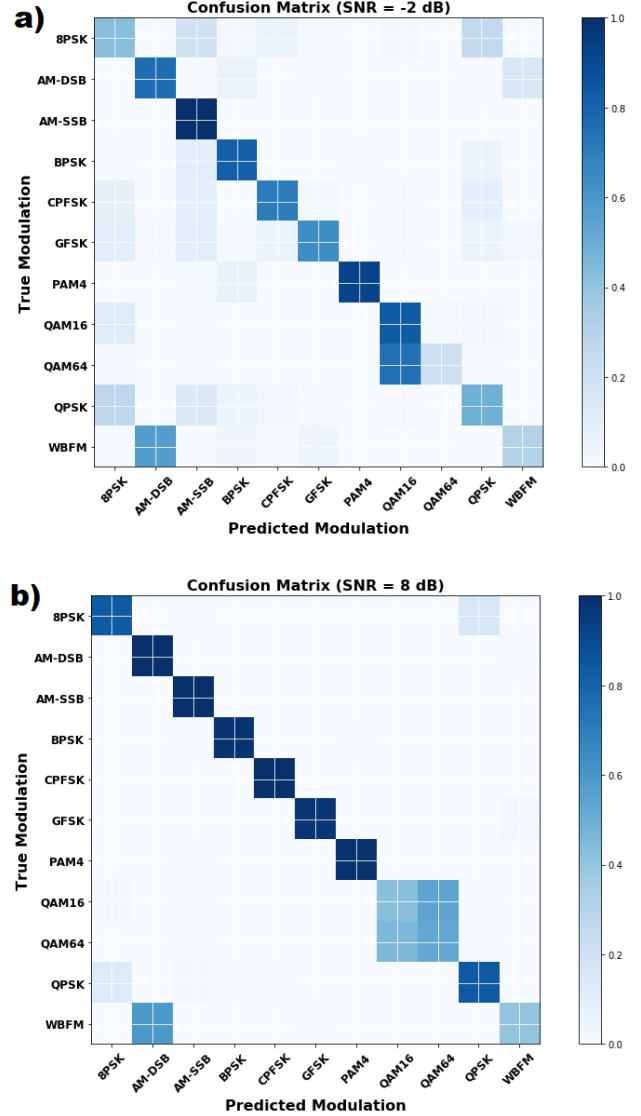 a)
Confusion Matrix (SNR = -2 dB)
True Modulation
8PSK
AM-DSB
AM-SSB
BPSK
CPFSK
GFSK
PAM4
QAM16
QAM64
QPSK
WBFM
8PSK AM-DSB AM-SSB BPSK CPFSK GFSK PAM4 QAM16 QAM64 QPSK WBFM
Predicted Modulation
1.0
0.8
0.6
0.4
0.2
0.0
b)
Confusion Matrix (SNR = 8 dB)
True Modulation
8PSK
AM-DSB
AM-SSB
BPSK
CPFSK
GFSK
PAM4
QAM16
QAM64
QPSK
WBFM
8PSK AM-DSB AM-SSB BPSK CPFSK GFSK PAM4 QAM16 QAM64 QPSK WBFM
Predicted Modulation
1.0
0.8
0.6
0.4
0.2
0.0